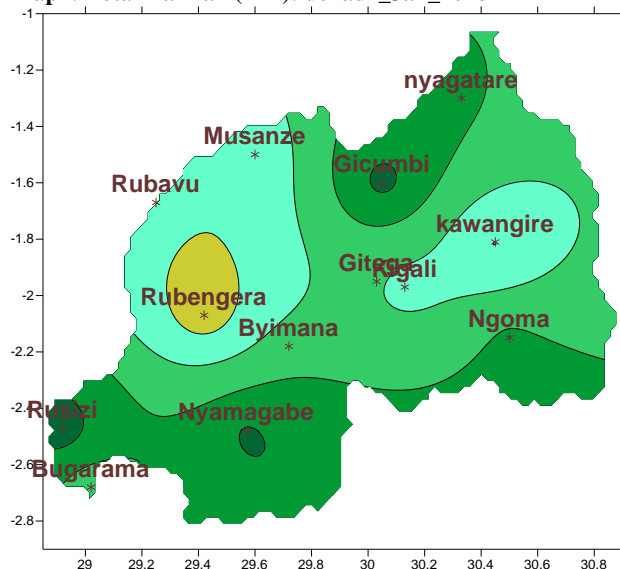 -1
-1.2
nyagatare
-1.4
Musanze
Gicumbi
-1.6
Rubavu
-1.8
kawangire
Gitega
Kigali
-2
Rubengera
Ngoma
Byimana
-2.2
-2.4
Rusizi
Nyamagabe
-2.6
Bugarama
-2.8
29 29.2 29.4 29.6 29.8 30 30.2 30.4 30.6 30.8